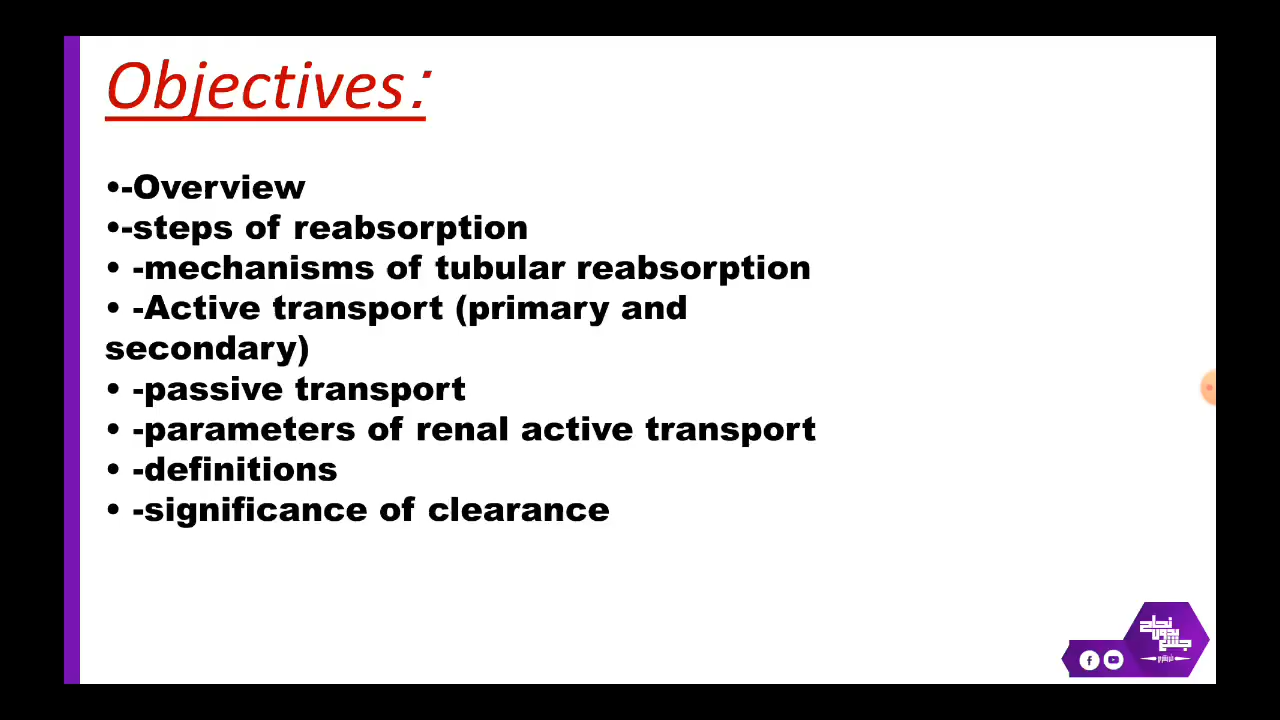 Objectives:
•-Overview
•-steps of reabsorption
• -mechanisms of tubular reabsorption
• -Active transport (primary and
secondary)
• -passive transport
• -parameters of renal active transport
• -definitions
• -significance of clearance